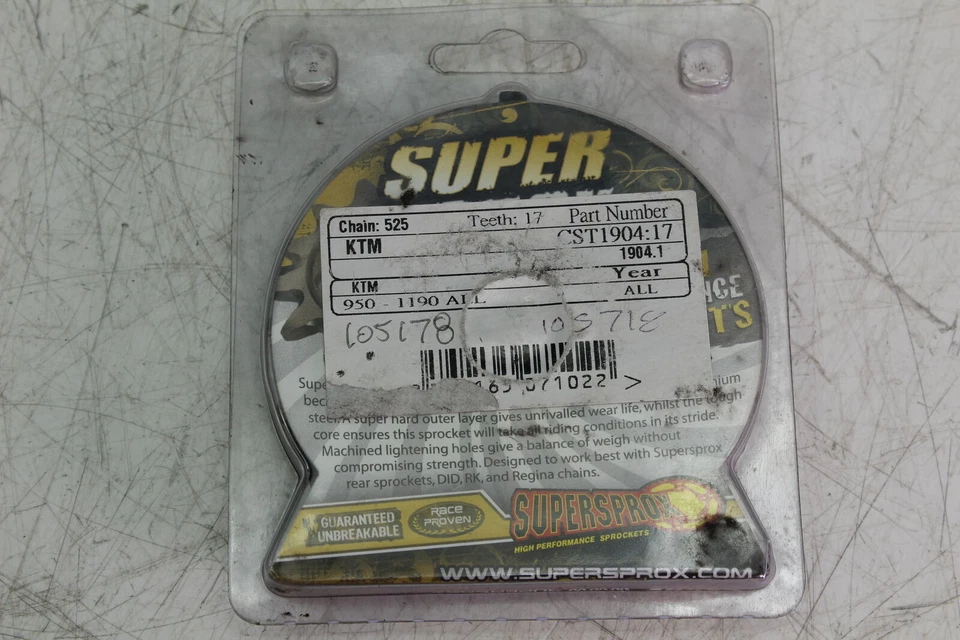 SUPER
Chain: 525 Teeth: 17 Part Number
KTM CST1904:17
1904.1
Year
KTM ALL
950 - 1190 ALL
105178 105718
071022 >
steel. A super hard outer layer gives unrivalled wear life, whilst the tough
core ensures this sprocket will take all riding conditions in its stride.
Machined lightening holes give a balance of weigh without
compromising strength. Designed to work best with Supersprox
rear sprockets, DID, RK, and Regina chains.
GUARANTEED
UNBREAKABLE
RACE
PROVEN
SUPERSPROX
HIGH PERFORMANCE SPROCKETS
WWW.SUPERSPROX.COM